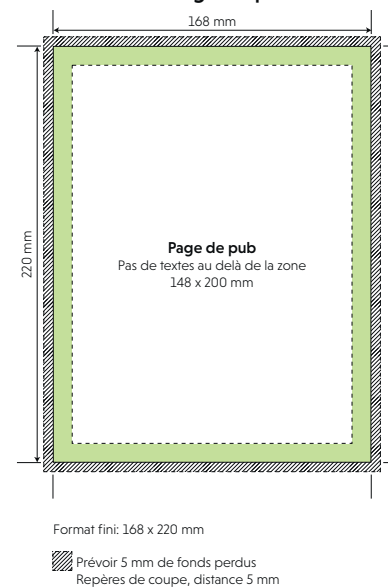 168 mm
220 mm
Page de pub
Pas de textes au delà de la zone
148 x 200 mm
Format fini: 168 x 220 mm
Prévoir 5 mm de fonds perdus
Repères de coupe, distance 5 mm